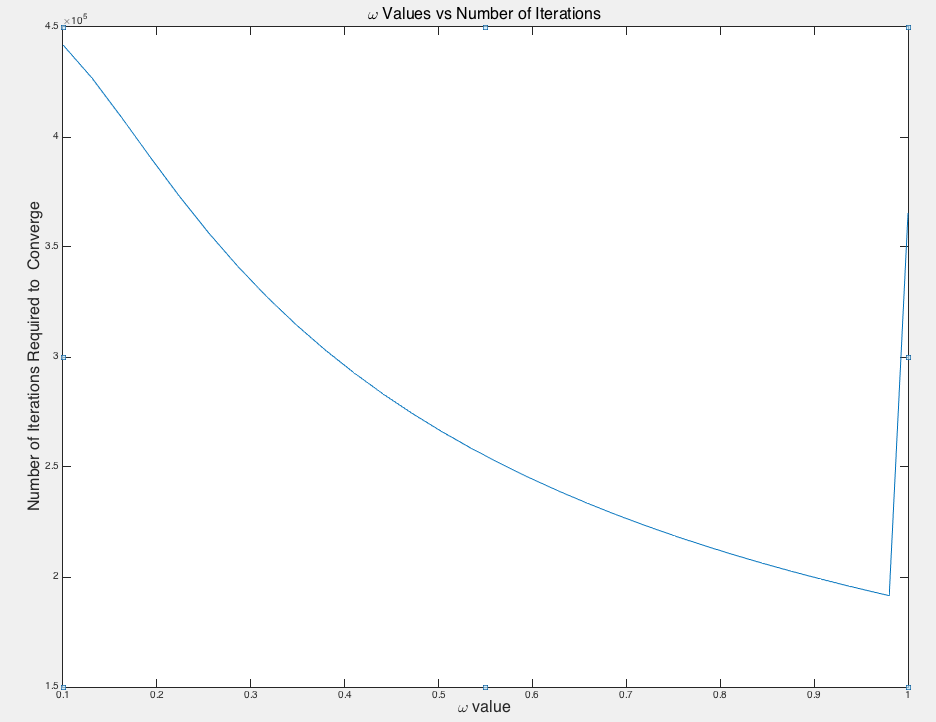 ω Values vs Number of Iterations
×10⁵
4.5
4
3.5
3
2.5
2
1.5
Number of Iterations Required to  Converge
0.1 0.2 0.3 0.4 0.5 0.6 0.7 0.8 0.9 1
ω value